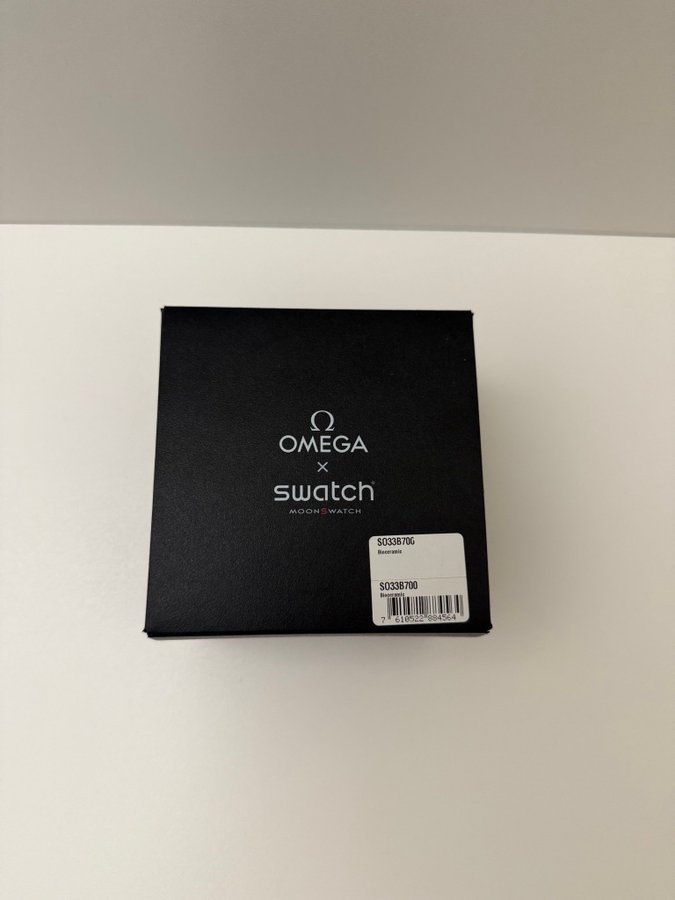 Ω
OMEGA
×
swatch®
MOONSWATCH
SO33B700
Bioceramic
SO33B700
Bioceramic
7 610522 884564